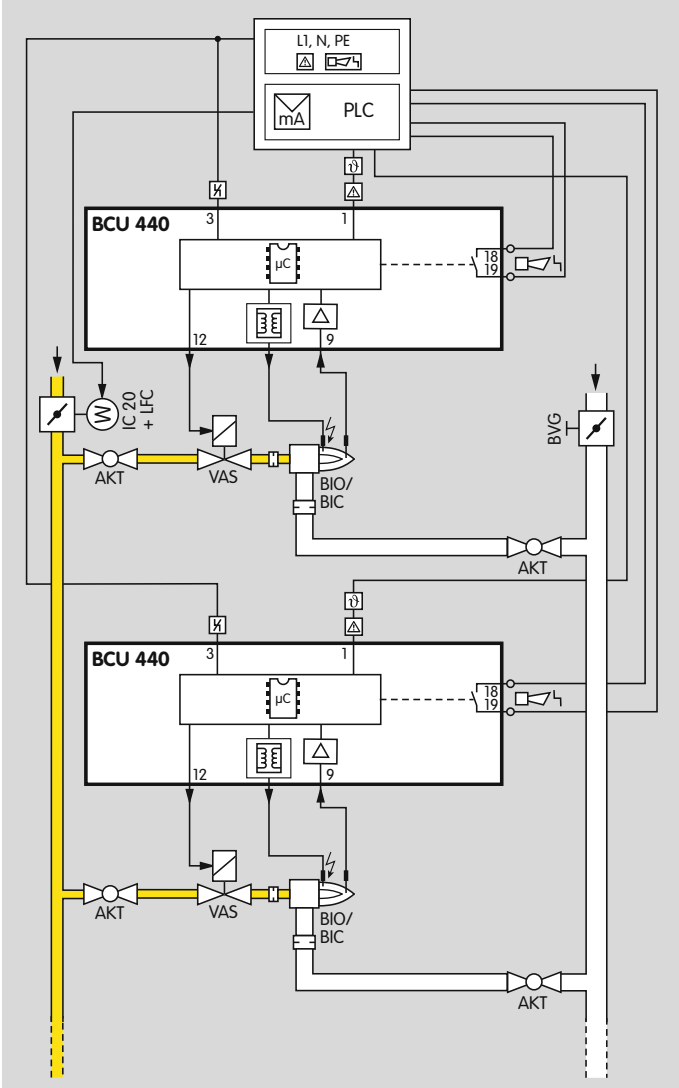 L1, N, PE
mA
PLC
ϑ
3
1
BCU 440
µC
18
19
12
9
IC 20
+ LFC
BVG
AKT
VAS
BIO/
BIC
AKT
ϑ
3
1
BCU 440
µC
18
19
12
9
AKT
VAS
BIO/
BIC
AKT